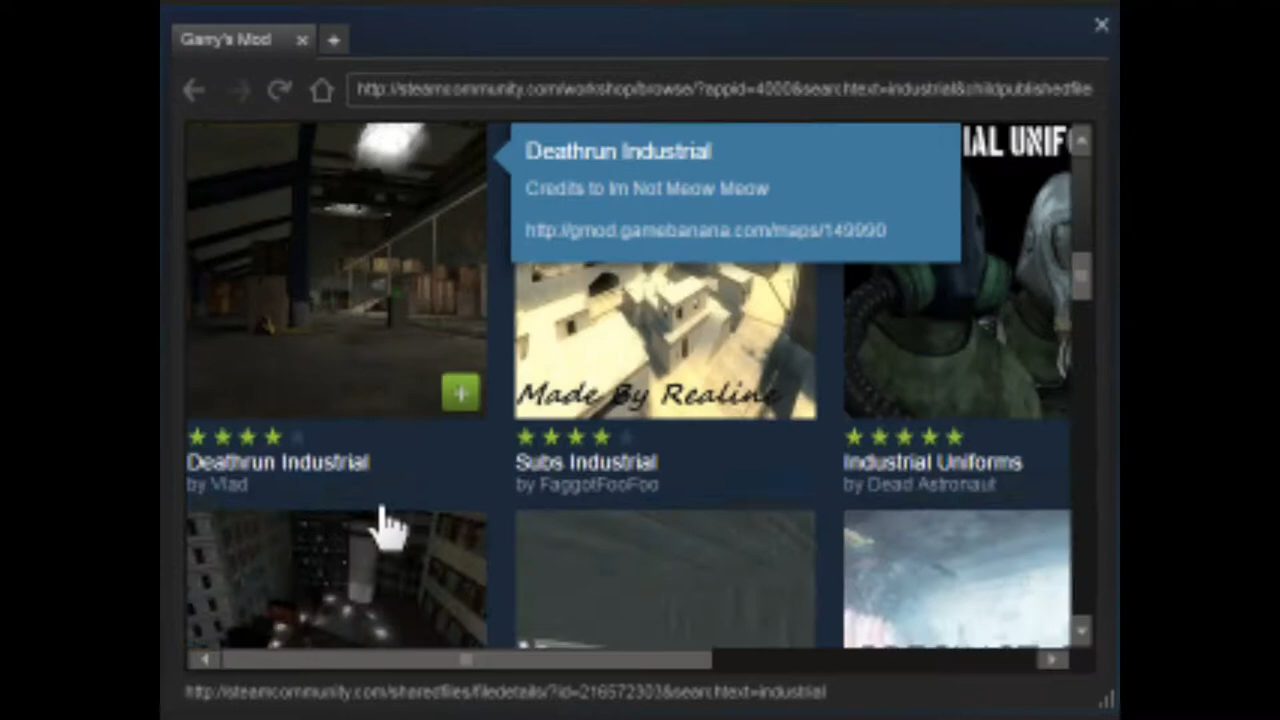 Garry's Mod
http://steamcommunity.com/workshop/browse/?appid=4000&searchtext=industrial&childpublishedfile
Deathrun Industrial
Credits to Im Not Meow Meow
http://gmod.gamebanana.com/maps/149990
IAL UNIF
Made By Realine
Deathrun Industrial
by Vlad
Subs Industrial
by FaggotFooFoo
Industrial Uniforms
by Dead Astronaut
http://steamcommunity.com/sharedfiles/filedetails/?id=216572303&searchtext=industrial